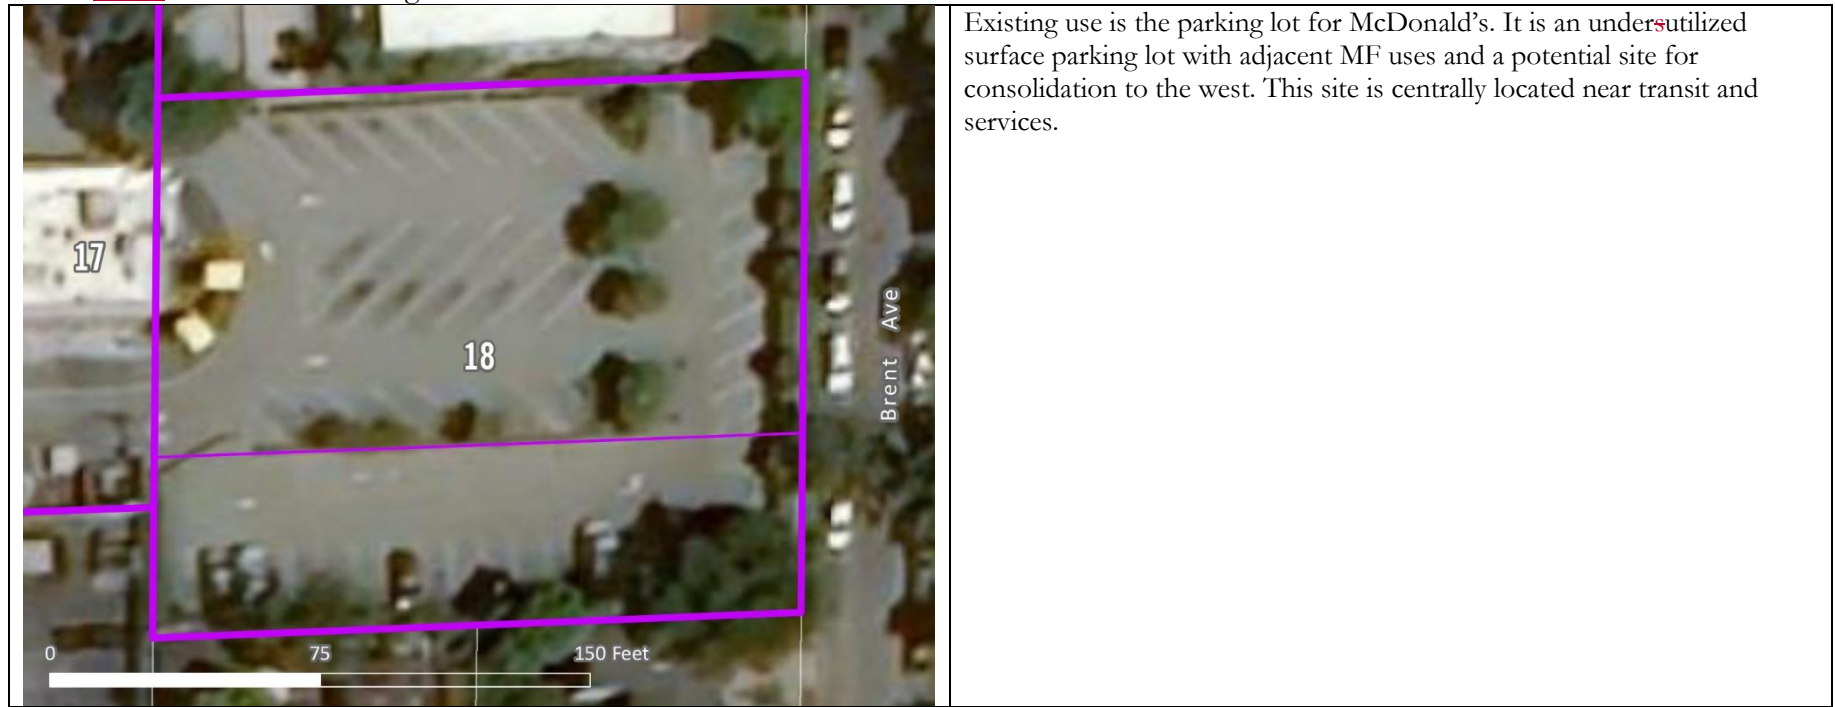 Existing use is the parking lot for McDonald’s. It is an undersutilized
surface parking lot with adjacent MF uses and a potential site for
consolidation to the west. This site is centrally located near transit and
services.
17
18
Brent Ave
0 75 150 Feet